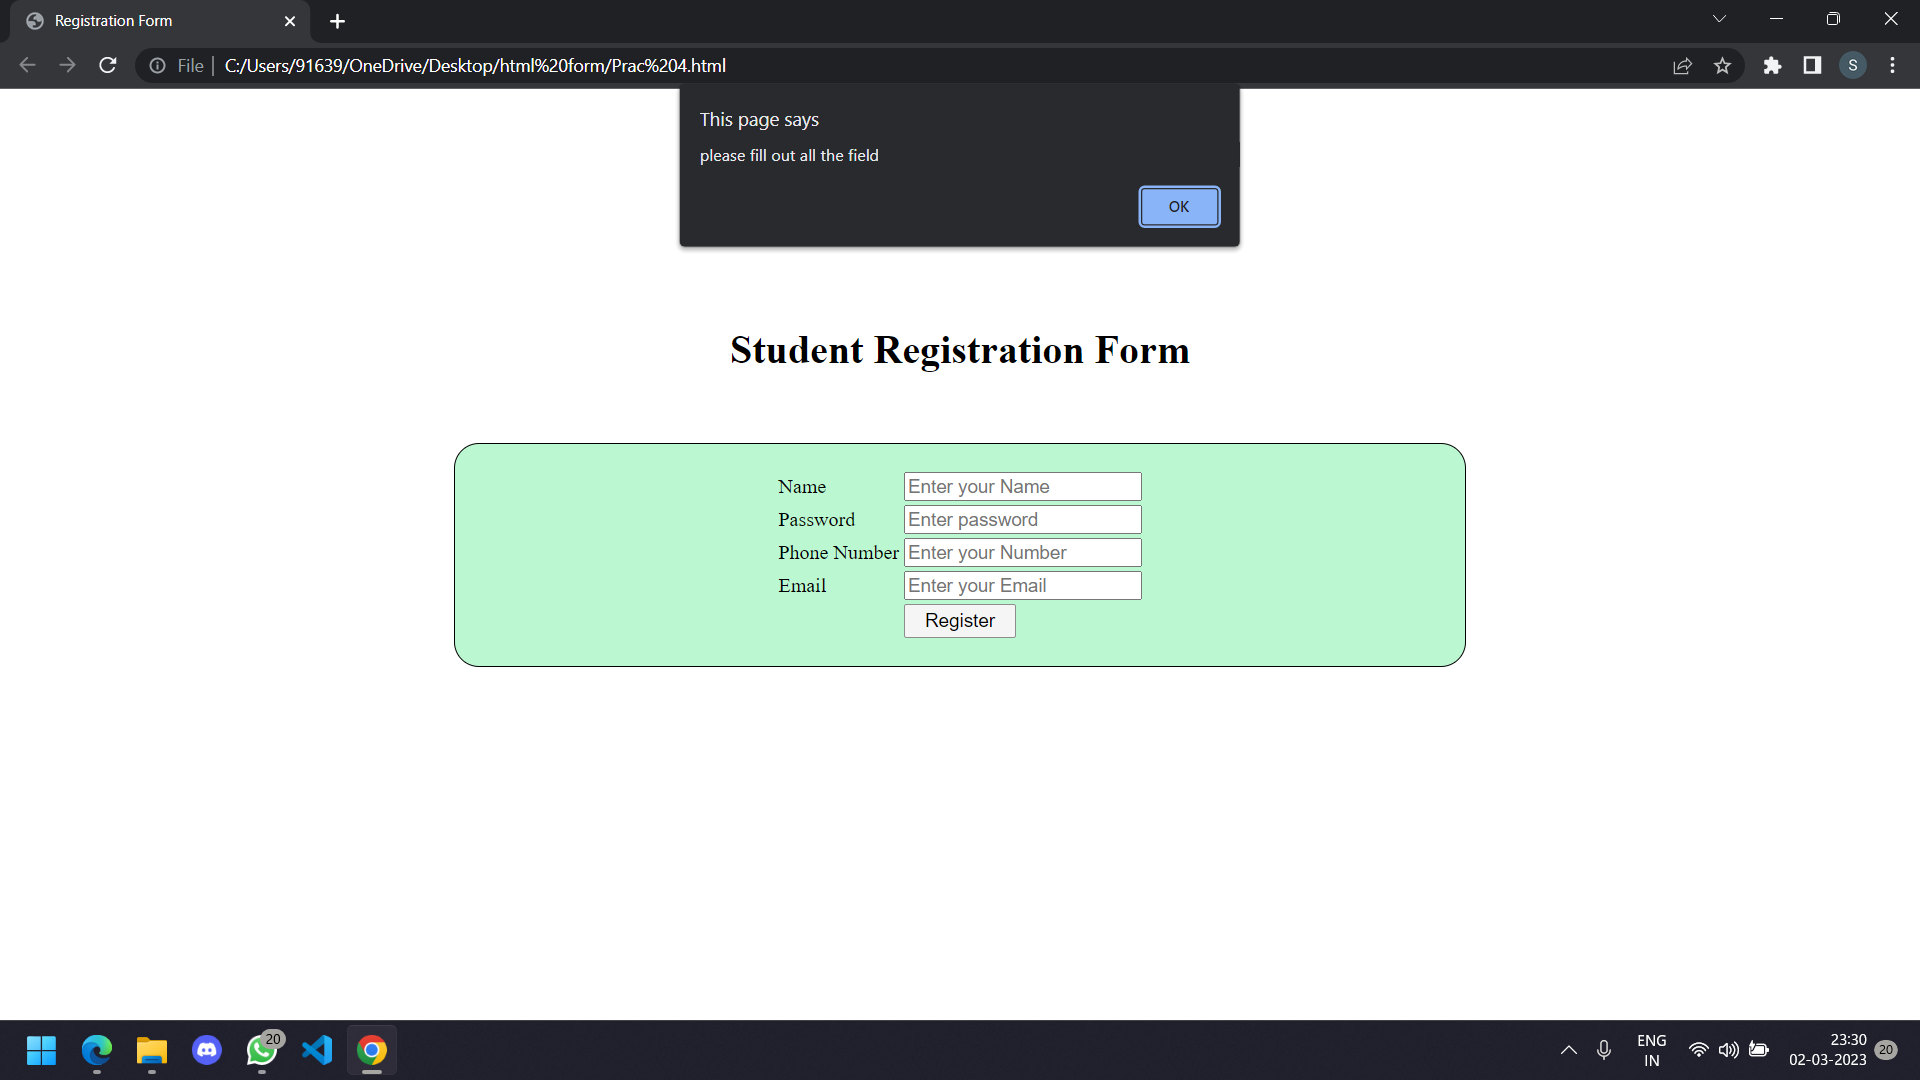 Registration Form
File
C:/Users/91639/OneDrive/Desktop/html%20form/Prac%204.html
S
This page says
please fill out all the field
OK
Student Registration Form
Name Enter your Name
Password Enter password
Phone Number Enter your Number
Email Enter your Email
Register
20
ENG
IN
23:30
02-03-2023
20